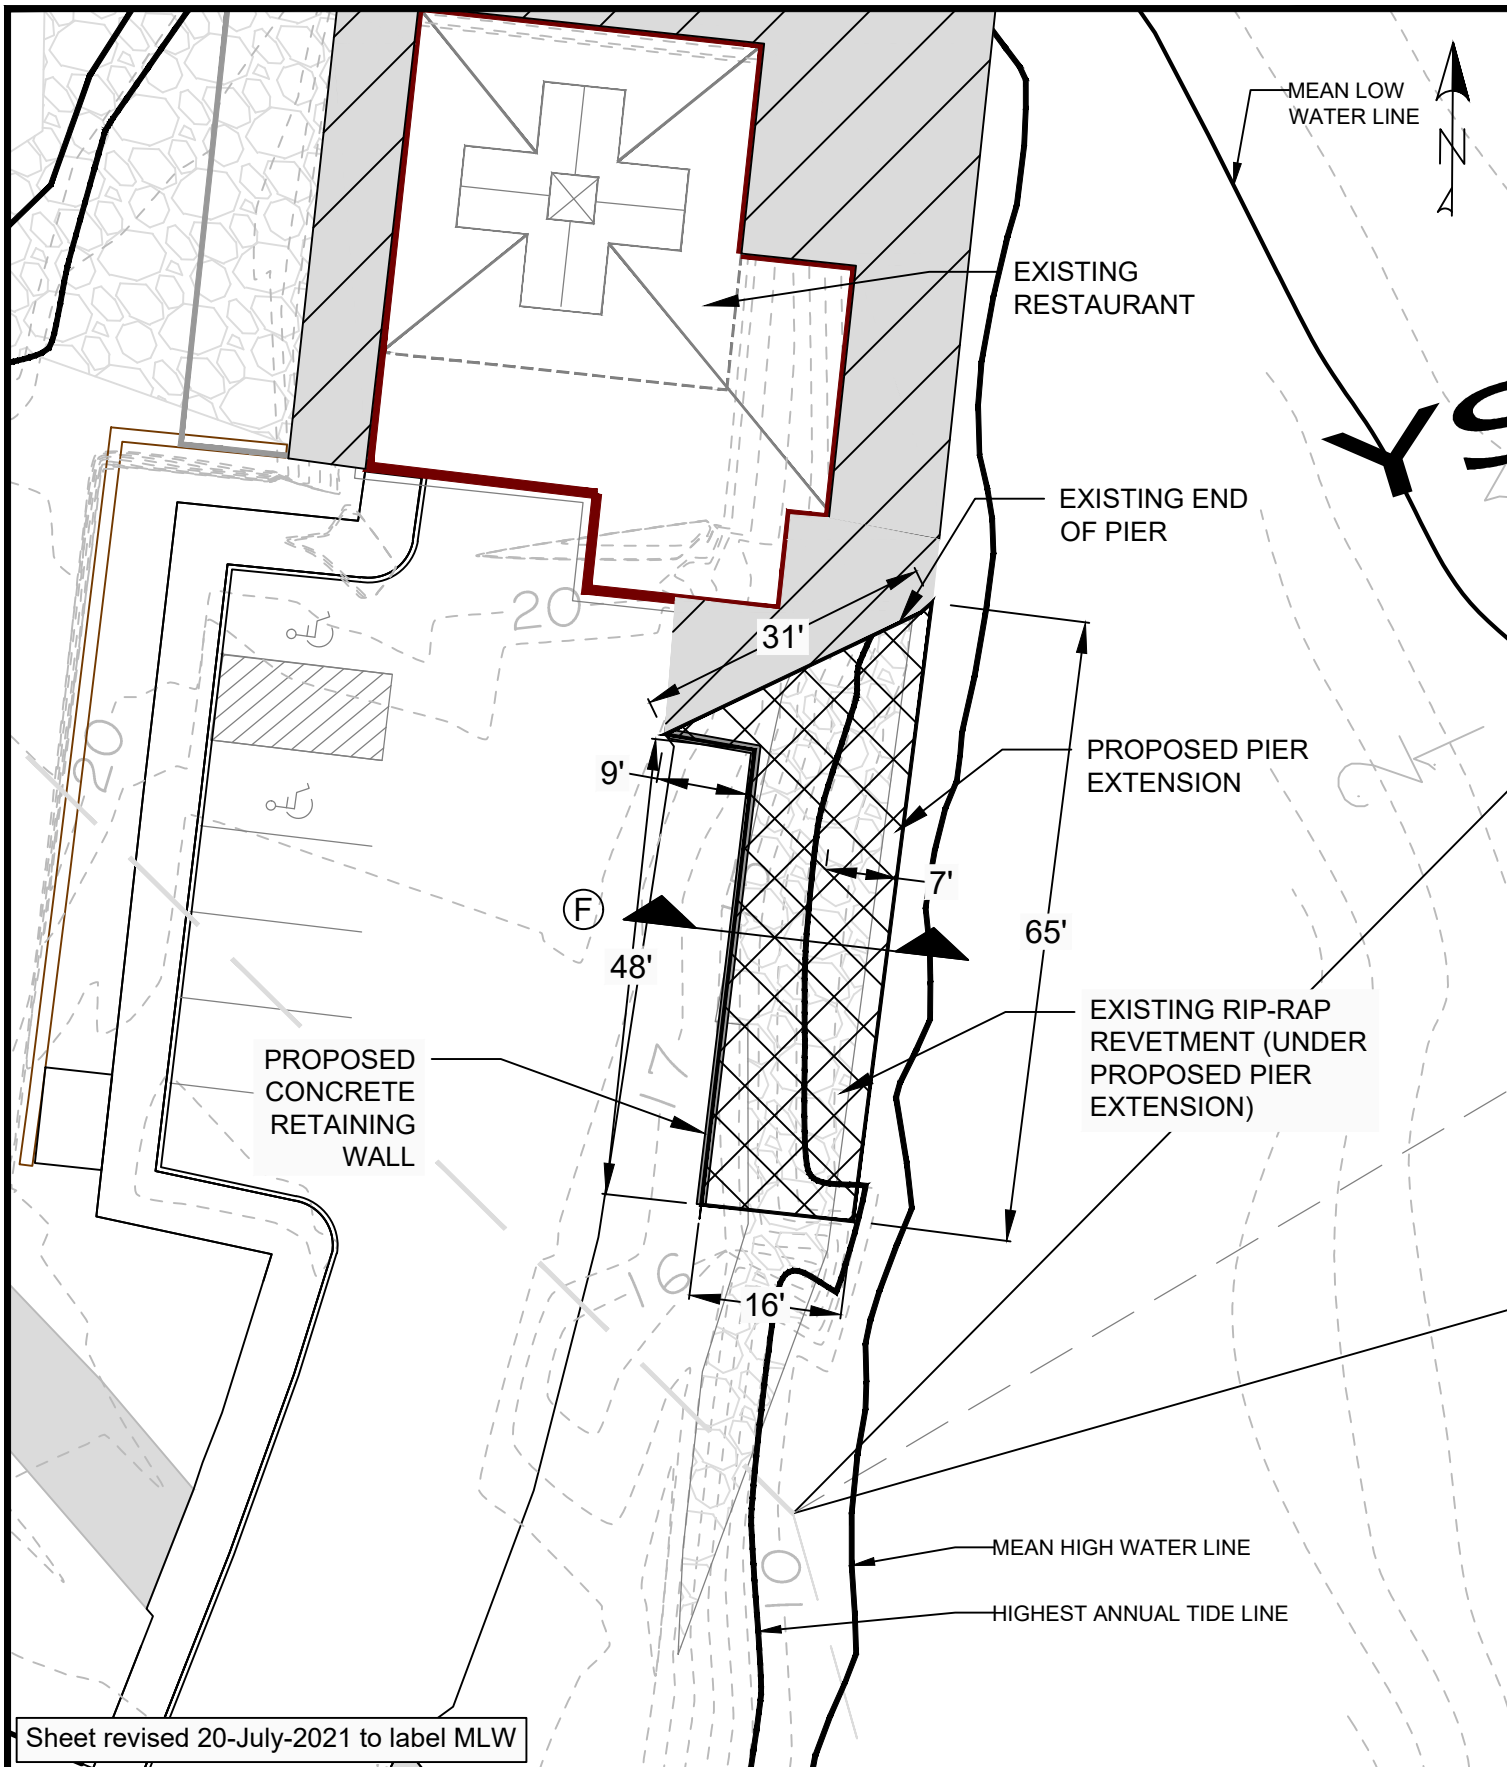 MEAN LOW
WATER LINE
N
EXISTING
RESTAURANT
YS
EXISTING END
OF PIER
20
31'
20
PROPOSED PIER
EXTENSION
9'
7'
F
65'
48'
EXISTING RIP-RAP
REVETMENT (UNDER
PROPOSED PIER
EXTENSION)
PROPOSED
CONCRETE
RETAINING
WALL
17
16
16'
10
MEAN HIGH WATER LINE
HIGHEST ANNUAL TIDE LINE
Sheet revised 20-July-2021 to label MLW